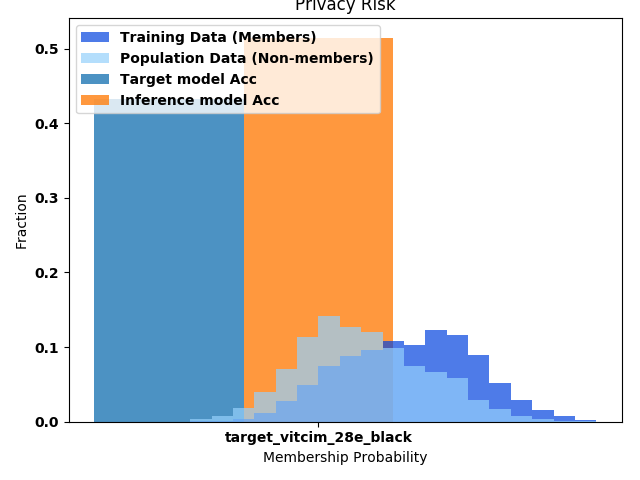 Privacy Risk
Training Data (Members)
Population Data (Non-members)
Target model Acc
Inference model Acc
0.5
0.4
0.3
0.2
0.1
0.0
Fraction
target_vitcim_28e_black
Membership Probability